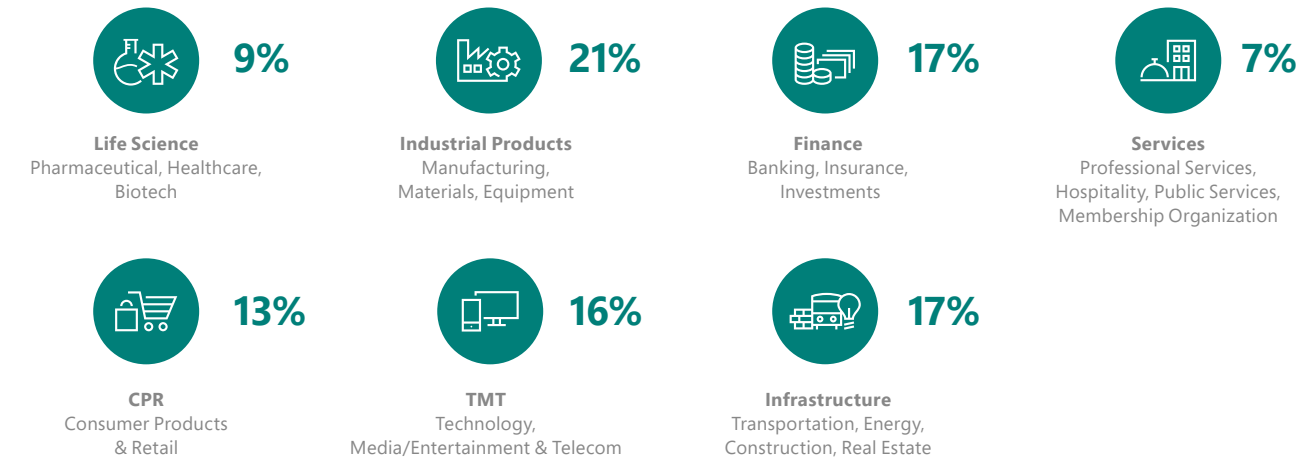 9%
Life Science
Pharmaceutical, Healthcare,
Biotech
21%
Industrial Products
Manufacturing,
Materials, Equipment
17%
Finance
Banking, Insurance,
Investments
7%
Services
Professional Services,
Hospitality, Public Services,
Membership Organization
13%
CPR
Consumer Products
& Retail
16%
TMT
Technology,
Media/Entertainment & Telecom
17%
Infrastructure
Transportation, Energy,
Construction, Real Estate